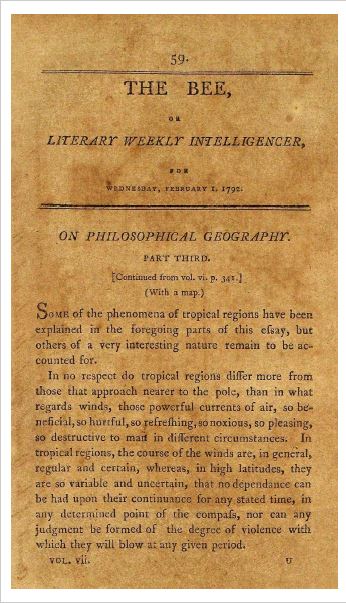 59.
THE BEE,
OR
LITERARY WEEKLY INTELLIGENCER,
FOR
WEDNESDAY, FEBRUARY 1. 1792.
ON PHILOSOPHICAL GEOGRAPHY.
PART THIRD.
[Continued from vol. vi. p. 341.]
(With a map.)
SOME of the phenomena of tropical regions have been
explained in the foregoing parts of this eſsay, but
others of a very interesting nature remain to be ac-
counted for.
In no respect do tropical regions differ more from
those that approach nearer to the pole, than in what
regards winds, those powerful currents of air, so be-
neficial, so hurtful, so refreſhing, so noxious, so pleasing,
so destructive to man in different circumstances. In
tropical regions, the course of the winds are, in general,
regular and certain, whereas, in high latitudes, they
are so variable and uncertain, that no dependance can
be had upon their continuance for any stated time, in
any determined point of the compaſs, nor can any
judgment be formed of the degree of violence with
which they will blow at any given period.
VOL. vii. U